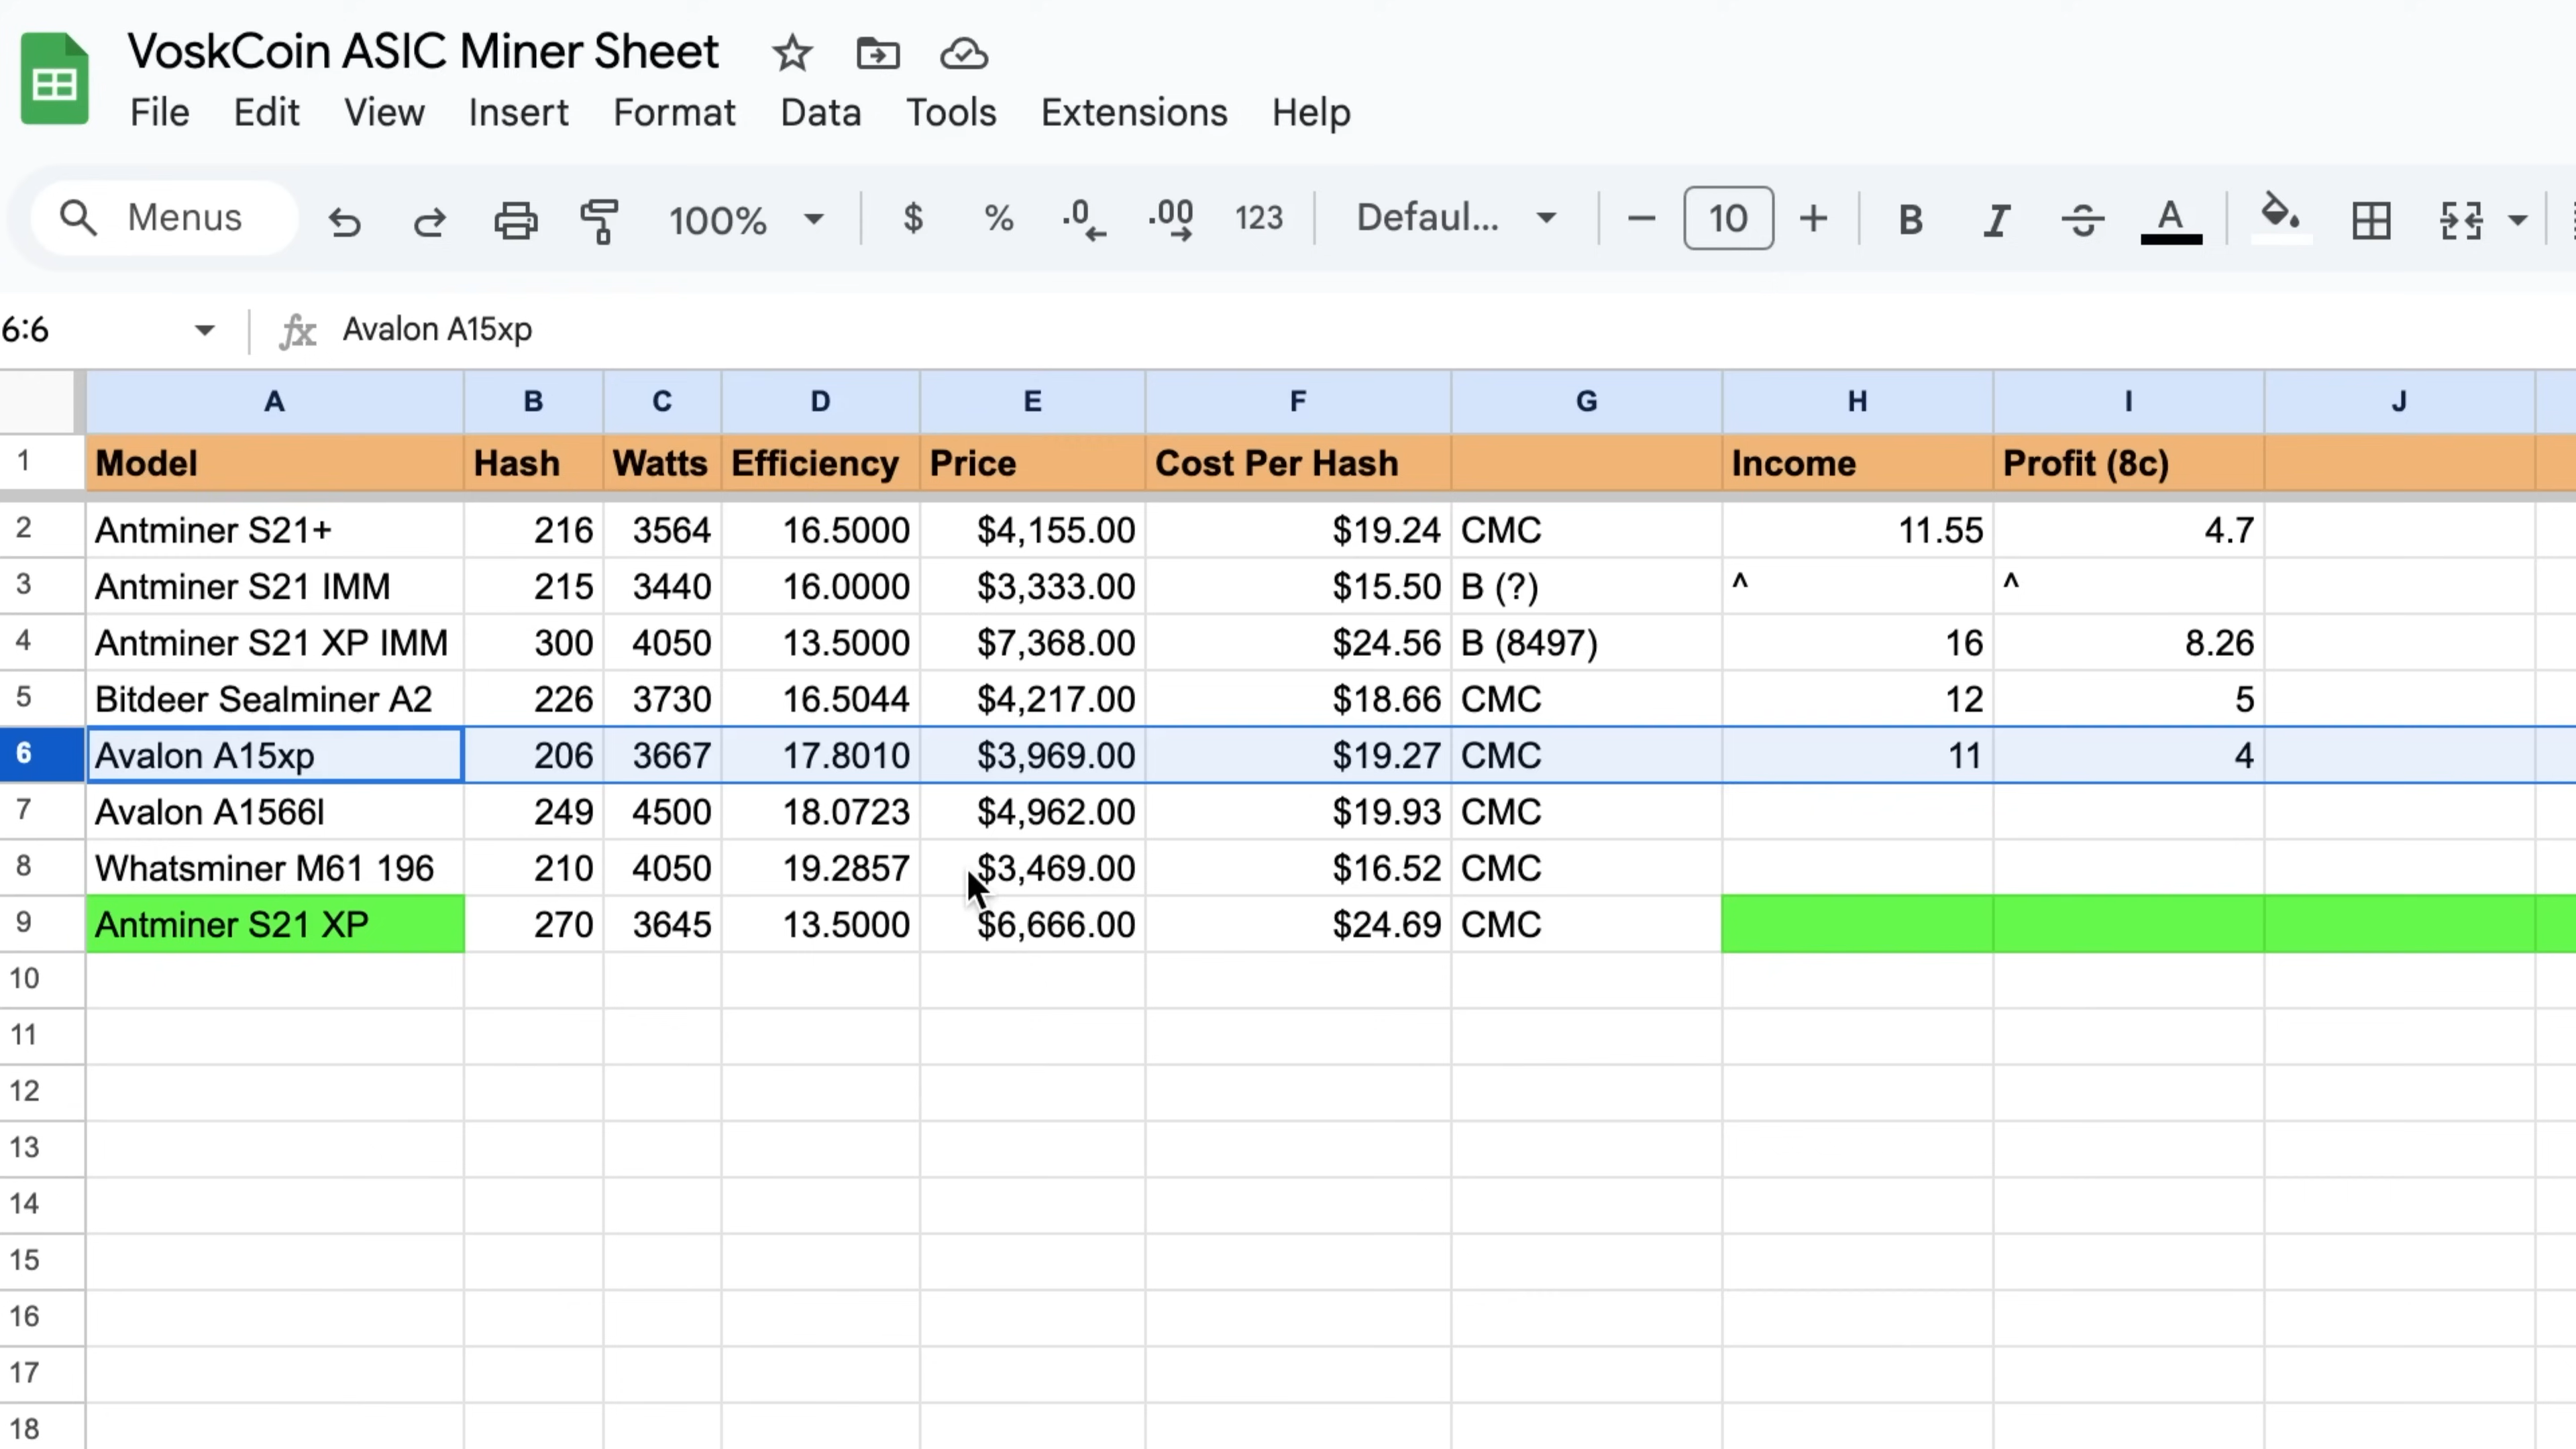 VoskCoin ASIC Miner Sheet
File Edit View Insert Format Data Tools Extensions Help
Menus 100% $ % .0 .00 123 Defaul... 10 B I S A
6:6 fx Avalon A15xp
A B C D E F G H I J
1 Model Hash Watts Efficiency Price Cost Per Hash Income Profit (8c)
2 Antminer S21+ 216 3564 16.5000 $4,155.00 $19.24 CMC 11.55 4.7
3 Antminer S21 IMM 215 3440 16.0000 $3,333.00 $15.50 B (?) ^ ^
4 Antminer S21 XP IMM 300 4050 13.5000 $7,368.00 $24.56 B (8497) 16 8.26
5 Bitdeer Sealminer A2 226 3730 16.5044 $4,217.00 $18.66 CMC 12 5
6 Avalon A15xp 206 3667 17.8010 $3,969.00 $19.27 CMC 11 4
7 Avalon A1566I 249 4500 18.0723 $4,962.00 $19.93 CMC
8 Whatsminer M61 196 210 4050 19.2857 $3,469.00 $16.52 CMC
9 Antminer S21 XP 270 3645 13.5000 $6,666.00 $24.69 CMC
10
11
12
13
14
15
16
17
18